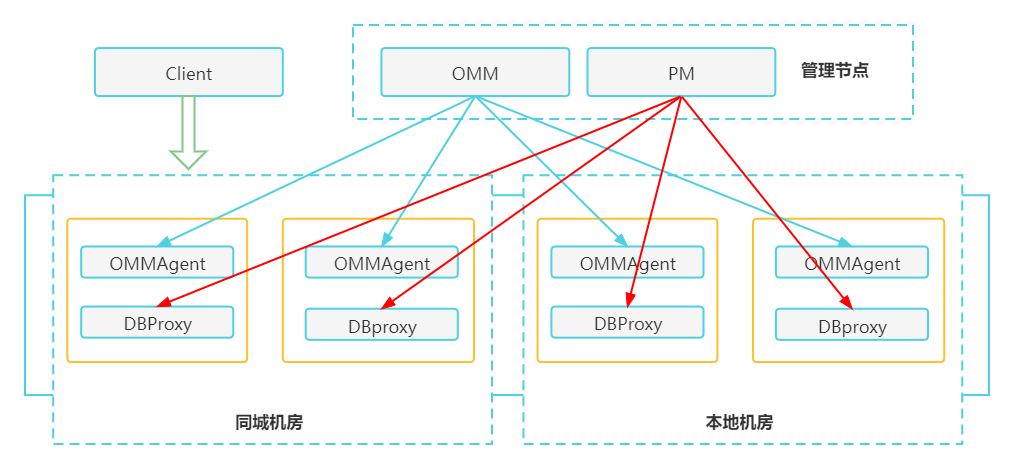 Client
OMM
PM
管理节点
OMMAgent
DBProxy
OMMAgent
DBproxy
OMMAgent
DBProxy
OMMAgent
DBproxy
同城机房
本地机房